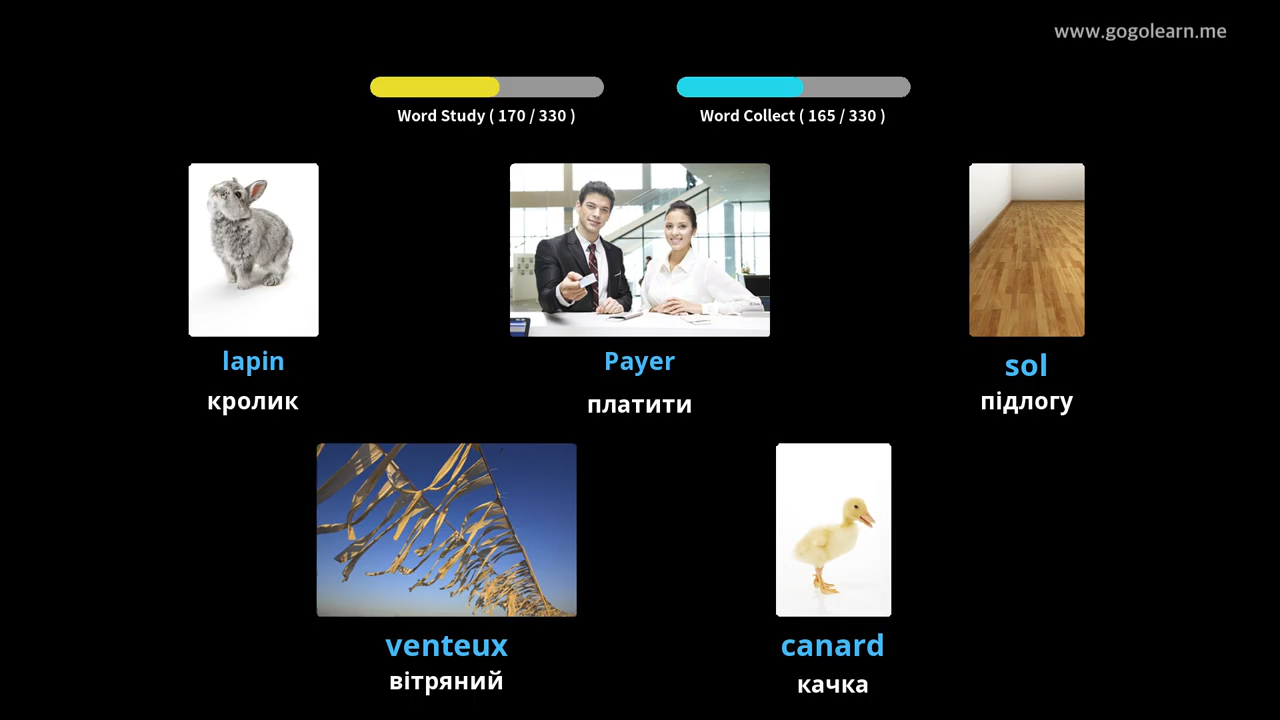 www.gogolearn.me
Word Study ( 170 / 330 )
Word Collect ( 165 / 330 )
lapin
кролик
Payer
платити
sol
підлогу
venteux
вітряний
canard
качка